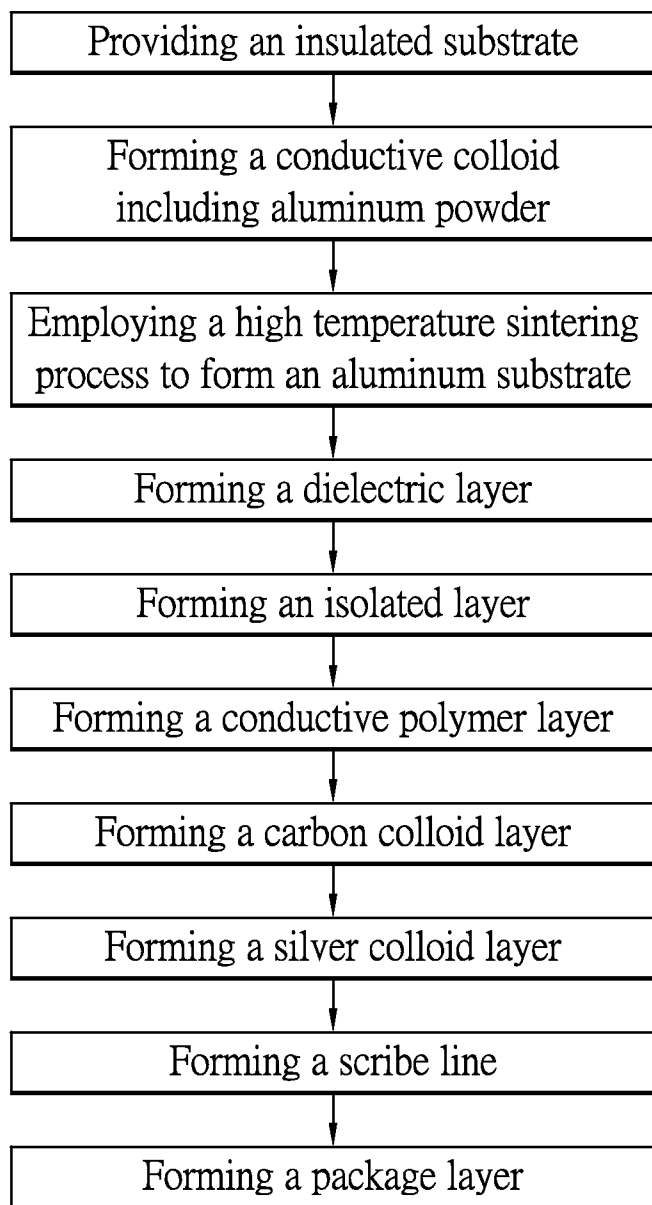 Providing an insulated substrate
Forming a conductive colloid
including aluminum powder
Employing a high temperature sintering
process to form an aluminum substrate
Forming a dielectric layer
Forming an isolated layer
Forming a conductive polymer layer
Forming a carbon colloid layer
Forming a silver colloid layer
Forming a scribe line
Forming a package layer